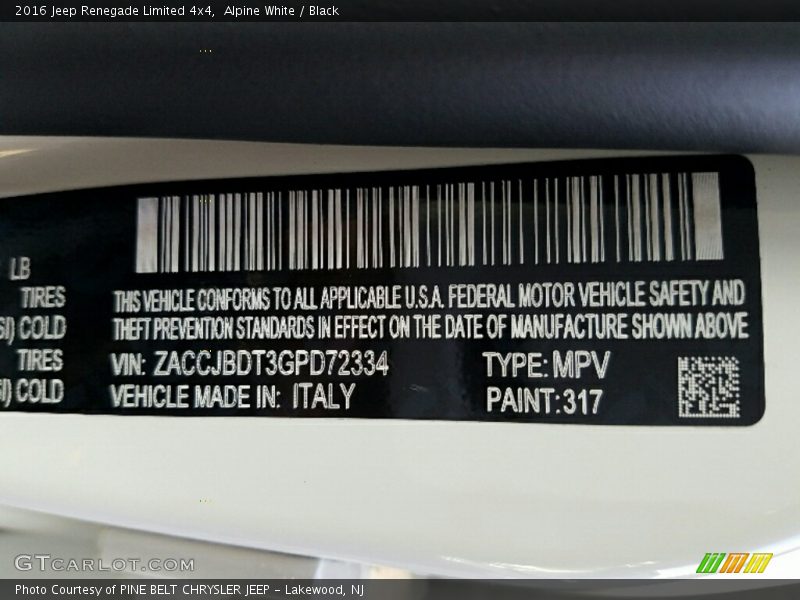 2016 Jeep Renegade Limited 4x4,  Alpine White / Black
LB
TIRES
SI) COLD
TIRES
SI) COLD
THIS VEHICLE CONFORMS TO ALL APPLICABLE U.S.A. FEDERAL MOTOR VEHICLE SAFETY AND
THEFT PREVENTION STANDARDS IN EFFECT ON THE DATE OF MANUFACTURE SHOWN ABOVE
VIN: ZACCJBDT3GPD72334 TYPE: MPV
VEHICLE MADE IN: ITALY PAINT: 317
GTCARLOT.COM
Photo Courtesy of PINE BELT CHRYSLER JEEP - Lakewood, NJ